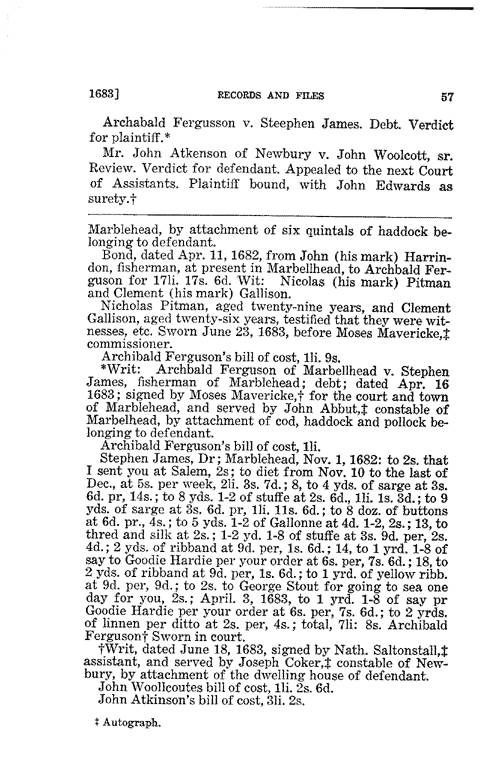 1683] RECORDS AND FILES 57
Archabald Fergusson v. Steephen James. Debt. Verdict
for plaintiff.*
Mr. John Atkenson of Newbury v. John Woolcott, sr.
Review. Verdict for defendant. Appealed to the next Court
of Assistants. Plaintiff bound, with John Edwards as
surety.†
Marblehead, by attachment of six quintals of haddock be-
longing to defendant.
Bond, dated Apr. 11, 1682, from John (his mark) Harrin-
don, fisherman, at present in Marbellhead, to Archbald Fer-
guson for 17li. 17s. 6d. Wit: Nicolas (his mark) Pitman
and Clement (his mark) Gallison.
Nicholas Pitman, aged twenty-nine years, and Clement
Gallison, aged twenty-six years, testified that they were wit-
nesses, etc. Sworn June 23, 1683, before Moses Mavericke,‡
commissioner.
Archibald Ferguson's bill of cost, 1li. 9s.
*Writ: Archbald Ferguson of Marbellhead v. Stephen
James, fisherman of Marblehead; debt; dated Apr. 16
1683; signed by Moses Mavericke,† for the court and town
of Marblehead, and served by John Abbut,‡ constable of
Marbelhead, by attachment of cod, haddock and pollock be-
longing to defendant.
Archibald Ferguson's bill of cost, 1li.
Stephen James, Dr; Marblehead, Nov. 1, 1682: to 2s. that
I sent you at Salem, 2s; to diet from Nov. 10 to the last of
Dec., at 5s. per week, 2li. 3s. 7d.; 8, to 4 yds. of sarge at 3s.
6d. pr, 14s.; to 8 yds. 1-2 of stuffe at 2s. 6d., 1li. 1s. 3d.; to 9
yds. of sarge at 3s. 6d. pr, 1li. 11s. 6d.; to 8 doz. of buttons
at 6d. pr., 4s.; to 5 yds. 1-2 of Gallonne at 4d. 1-2, 2s.; 13, to
thred and silk at 2s.; 1-2 yd. 1-8 of stuffe at 3s. 9d. per, 2s.
4d.; 2 yds. of ribband at 9d. per, 1s. 6d.; 14, to 1 yrd. 1-8 of
say to Goodie Hardie per your order at 6s. per, 7s. 6d.; 18, to
2 yds. of ribband at 9d. per, 1s. 6d.; to 1 yrd. of yellow ribb.
at 9d. per, 9d.; to 2s. to George Stout for going to sea one
day for you, 2s.; April. 3, 1683, to 1 yrd. 1-8 of say pr
Goodie Hardie per your order at 6s. per, 7s. 6d.; to 2 yrds.
of linnen per ditto at 2s. per, 4s.; total, 7li: 8s. Archibald
Ferguson† Sworn in court.
†Writ, dated June 18, 1683, signed by Nath. Saltonstall,‡
assistant, and served by Joseph Coker,‡ constable of New-
bury, by attachment of the dwelling house of defendant.
John Woollcoutes bill of cost, 1li. 2s. 6d.
John Atkinson's bill of cost, 3li. 2s.
‡ Autograph.